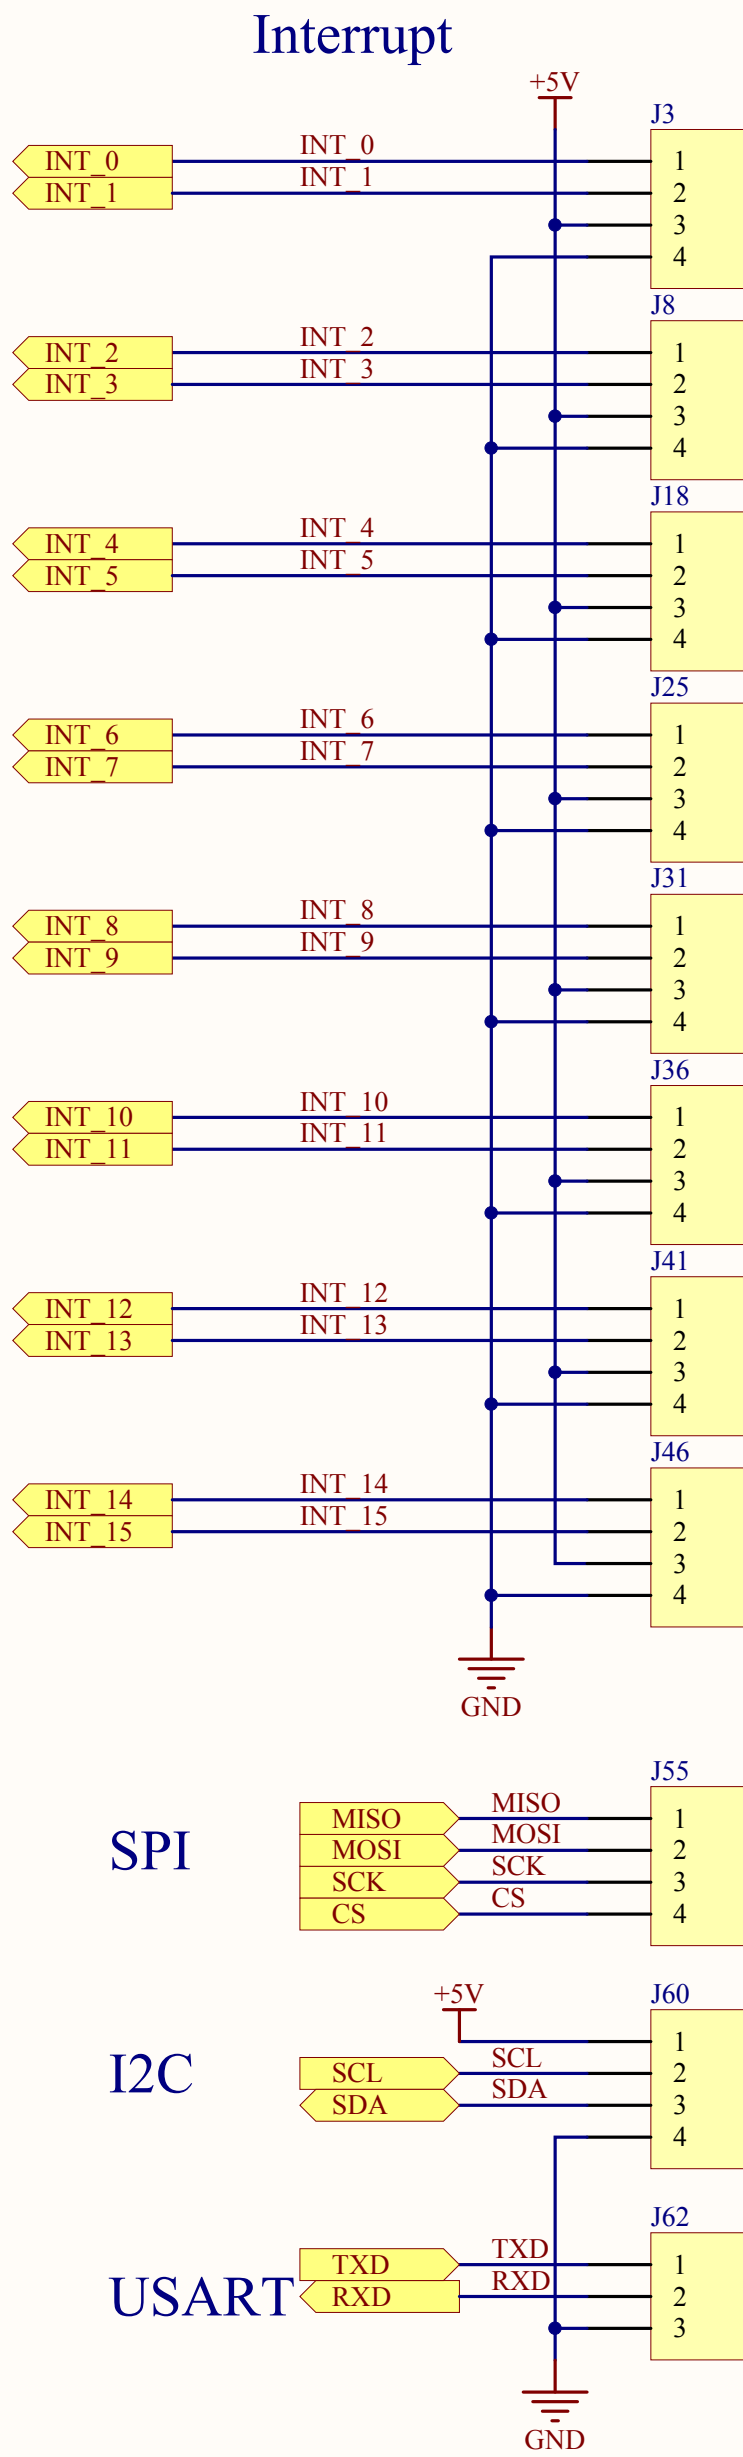 Interrupt
+5V
J3
INT_0 INT_0 1
INT_1 INT_1 2
3
4
J8
INT_2 INT_2 1
INT_3 INT_3 2
3
4
J18
INT_4 INT_4 1
INT_5 INT_5 2
3
4
J25
INT_6 INT_6 1
INT_7 INT_7 2
3
4
J31
INT_8 INT_8 1
INT_9 INT_9 2
3
4
J36
INT_10 INT_10 1
INT_11 INT_11 2
3
4
J41
INT_12 INT_12 1
INT_13 INT_13 2
3
4
J46
INT_14 INT_14 1
INT_15 INT_15 2
3
4
GND
J55
SPI
MISO MISO 1
MOSI MOSI 2
SCK SCK 3
CS CS 4
+5V
J60
I2C
1
SCL SCL 2
SDA SDA 3
4
J62
USART
TXD TXD 1
RXD RXD 2
3
GND